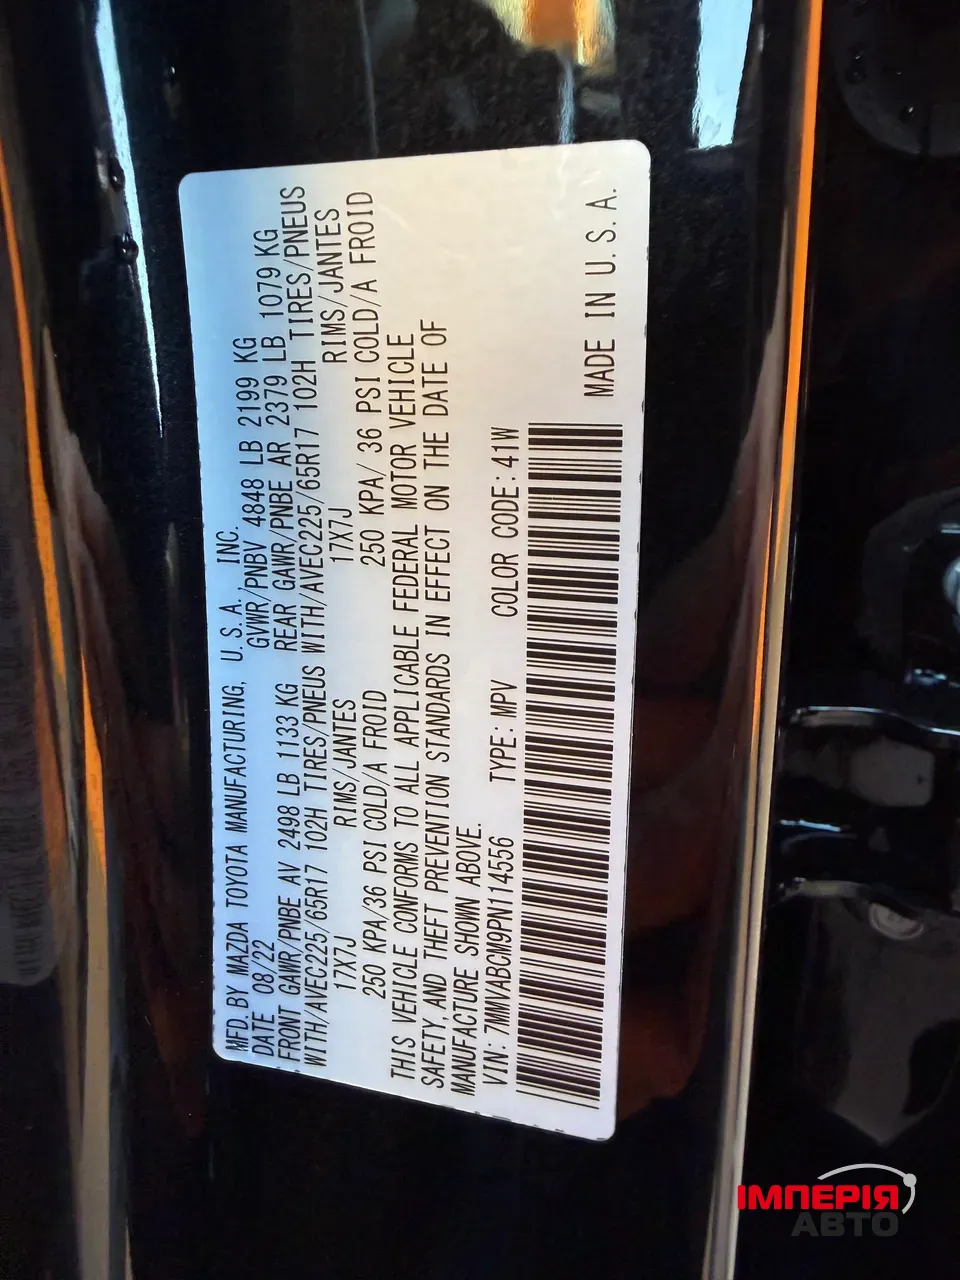 MFD. BY MAZDA TOYOTA MANUFACTURING, U.S.A. INC.
DATE 08/22 GVWR/PNBV 4848 LB 2199 KG
FRONT GAWR/PNBE AV 2498 LB 1133 KG REAR GAWR/PNBE AR 2379 LB 1079 KG
WITH/AVEC225/65R17 102H TIRES/PNEUS WITH/AVEC225/65R17 102H TIRES/PNEUS
17X7J RIMS/JANTES 17X7J RIMS/JANTES
250 KPA/36 PSI COLD/A FROID 250 KPA/ 36 PSI COLD/A FROID
THIS VEHICLE CONFORMS TO ALL APPLICABLE FEDERAL MOTOR VEHICLE
SAFETY, AND THEFT PREVENTION STANDARDS IN EFFECT ON THE DATE OF
MANUFACTURE SHOWN ABOVE.
VIN: 7MMVABCM9PN114556 TYPE: MPV COLOR CODE: 41W
MADE IN U.S.A.
ІМПЕРІЯ
АВТО